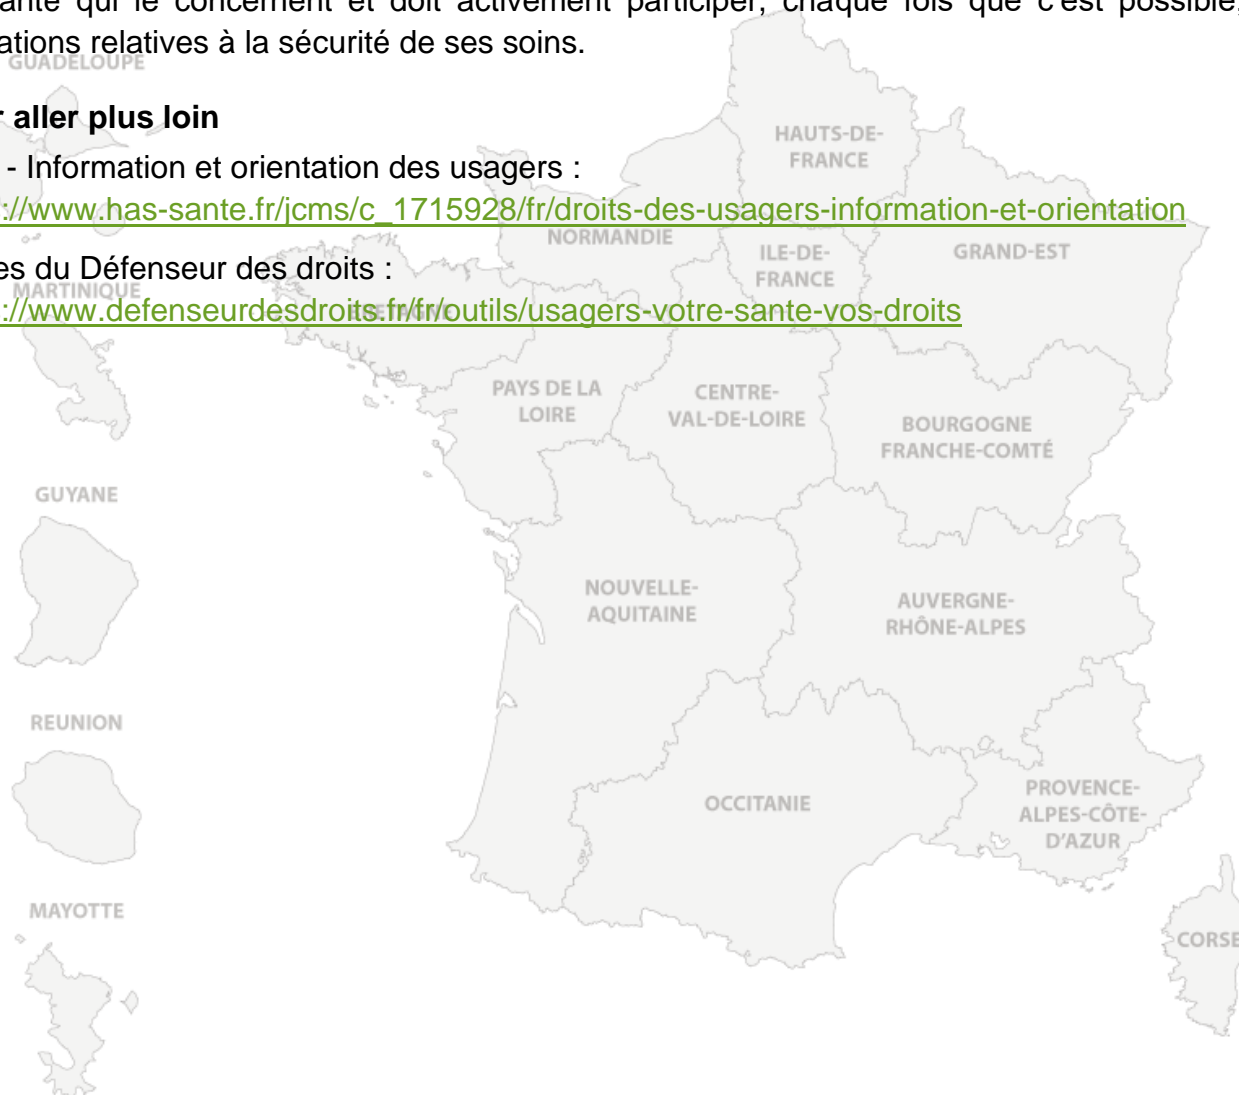 ante qui le concernent et doit activement participer, chaque fois que c'est possible,
ations relatives à la sécurité de ses soins.
GUADELOUPE
r aller plus loin
- Information et orientation des usagers :
://www.has-sante.fr/jcms/c_1715928/fr/droits-des-usagers-information-et-orientation
es du Défenseur des droits :
://www.defenseurdesdroits.fr/fr/outils/usagers-votre-sante-vos-droits
HAUTS-DE-
FRANCE
NORMANDIE
ILE-DE-
FRANCE
GRAND-EST
MARTINIQUE
BRETAGNE
PAYS DE LA
LOIRE
CENTRE-
VAL-DE-LOIRE
BOURGOGNE
FRANCHE-COMTÉ
GUYANE
NOUVELLE-
AQUITAINE
AUVERGNE-
RHÔNE-ALPES
REUNION
OCCITANIE
PROVENCE-
ALPES-CÔTE-
D'AZUR
MAYOTTE
CORSE